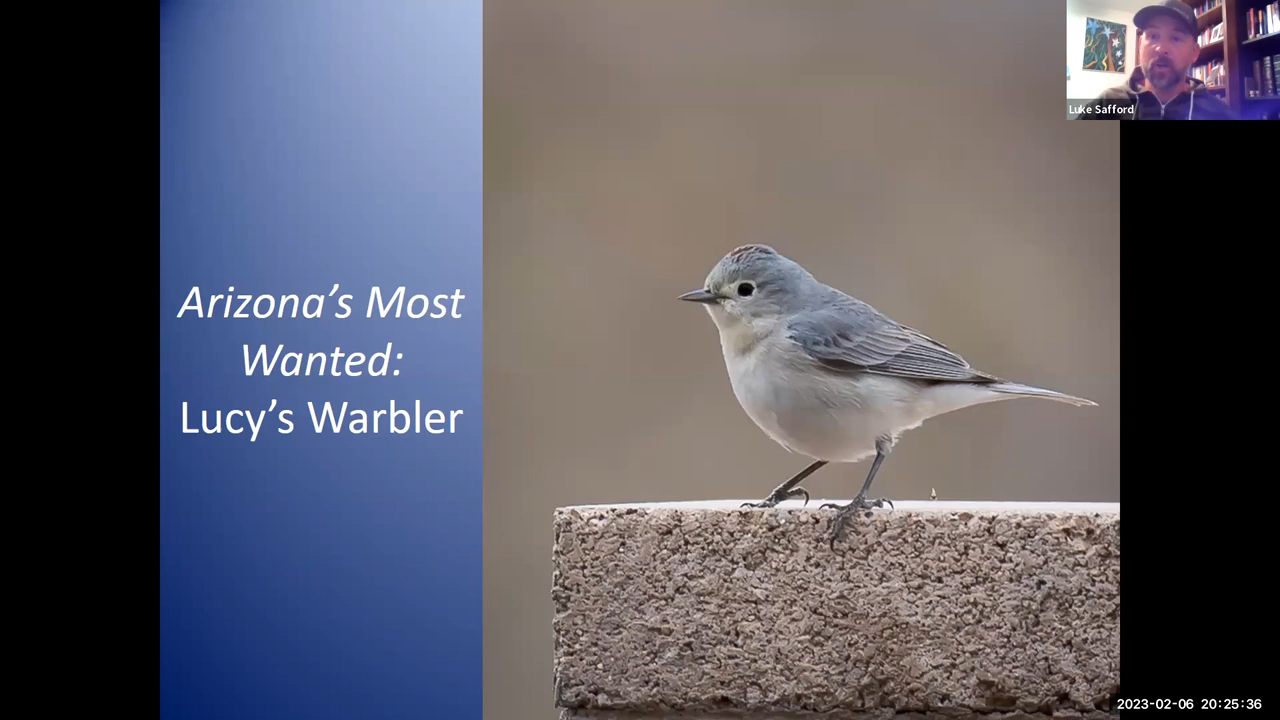 Luke Safford
Arizona’s Most
Wanted:
Lucy’s Warbler
2023-02-06 20:25:36